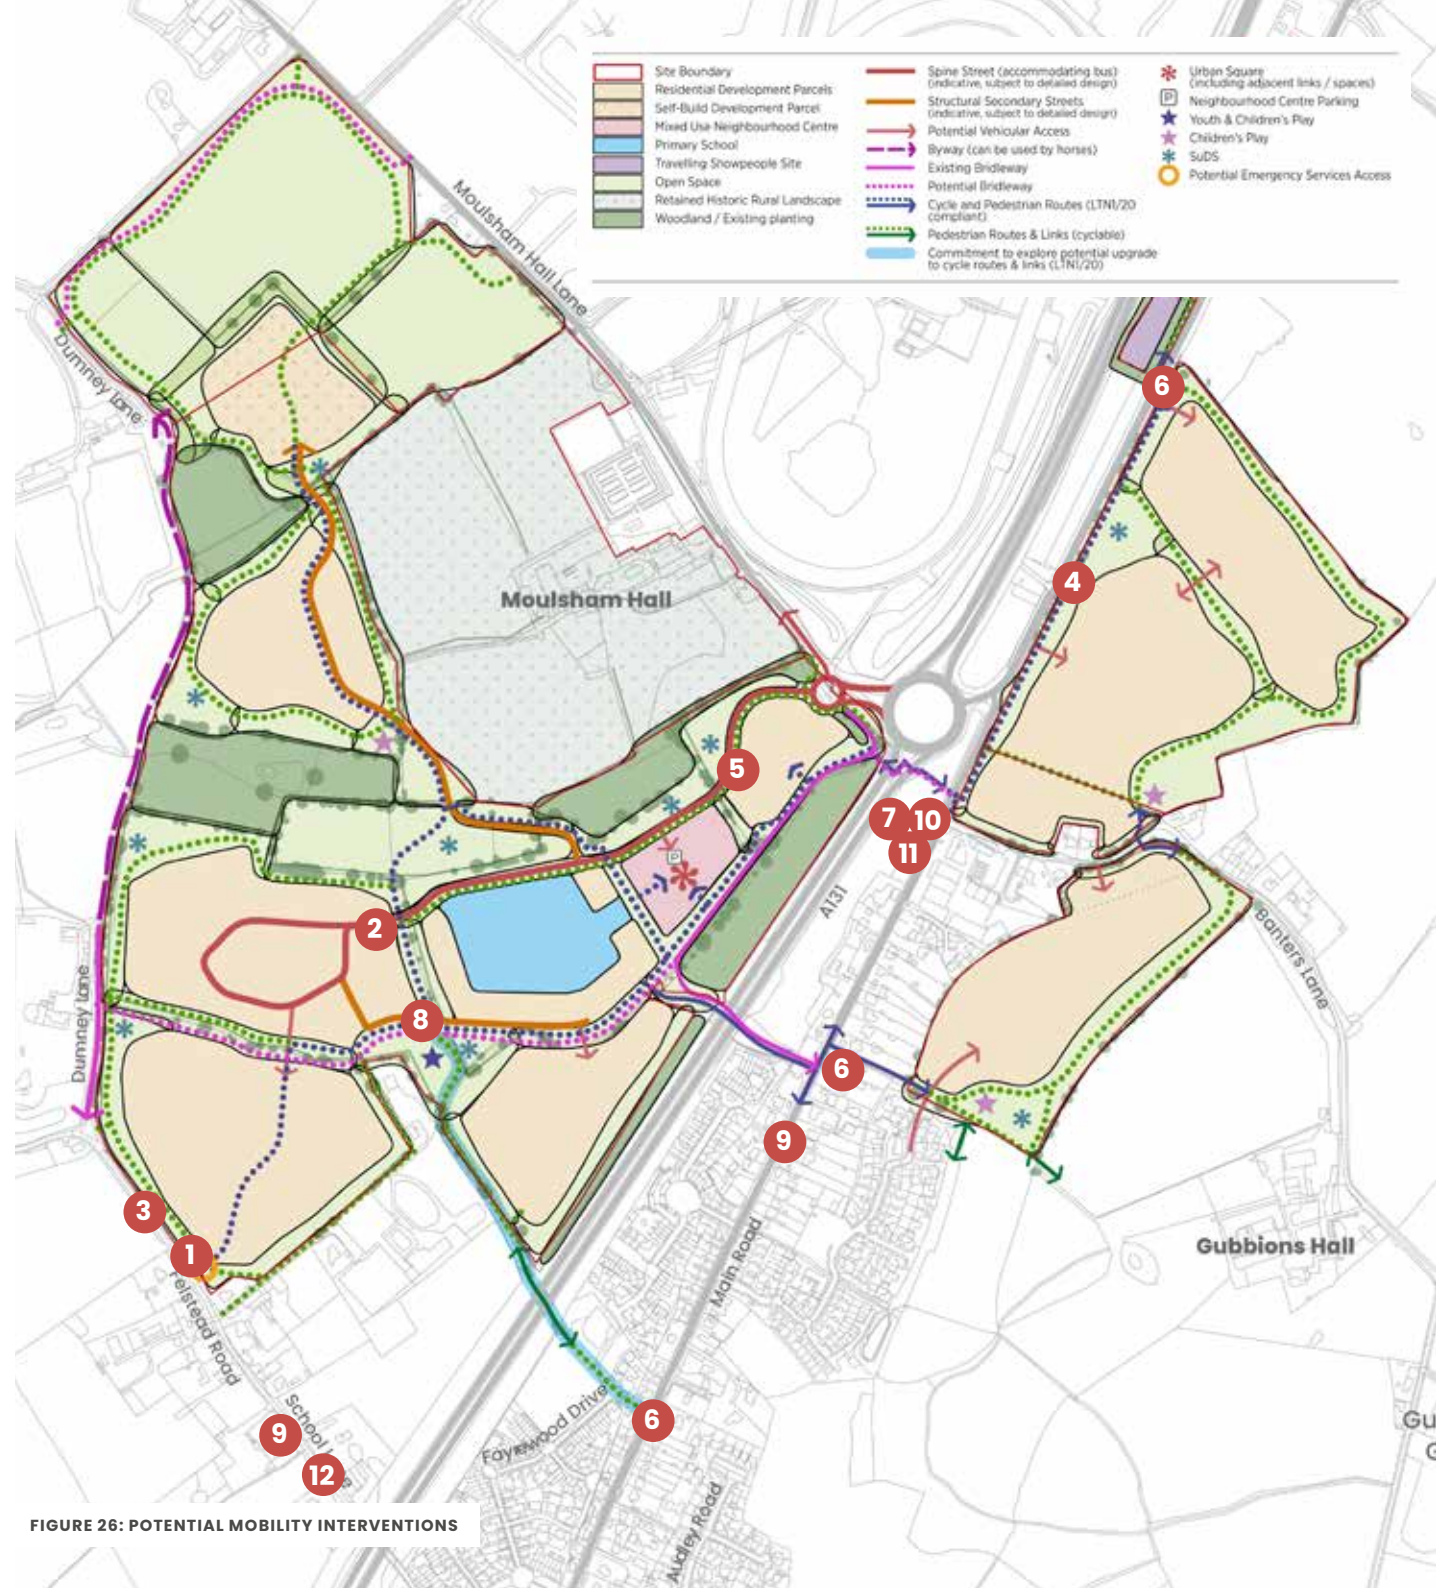 Site Boundary
Residential Development Parcels
Self-Build Development Parcel
Mixed Use Neighbourhood Centre
Primary School
Travelling Showpeople Site
Open Space
Retained Historic Rural Landscape
Woodland / Existing planting
Spine Street (accommodating bus)
(indicative, subject to detailed design)
Structural Secondary Streets
(indicative, subject to detailed design)
Potential Vehicular Access
Byway (can be used by horses)
Existing Bridleway
Potential Bridleway
Cycle and Pedestrian Routes (LTN1/20
compliant)
Pedestrian Routes & Links (cyclable)
Commitment to explore potential upgrade
to cycle routes & links (LTN1/20)
Urban Square
(including adjacent links / spaces)
P
Neighbourhood Centre Parking
Youth & Children's Play
Children's Play
SuDS
Potential Emergency Services Access
Moulsham Hall Lane
Dumney Lane
6
4
Moulsham Hall
5
7
10
11
P
A131
2
Banters Lane
Dumney Lane
8
6
9
3
1
Gubbions Hall
Main Road
Felstead Road
School
9
12
Fayrewood Drive
6
Gu
G
Audley Road
FIGURE 26: POTENTIAL MOBILITY INTERVENTIONS